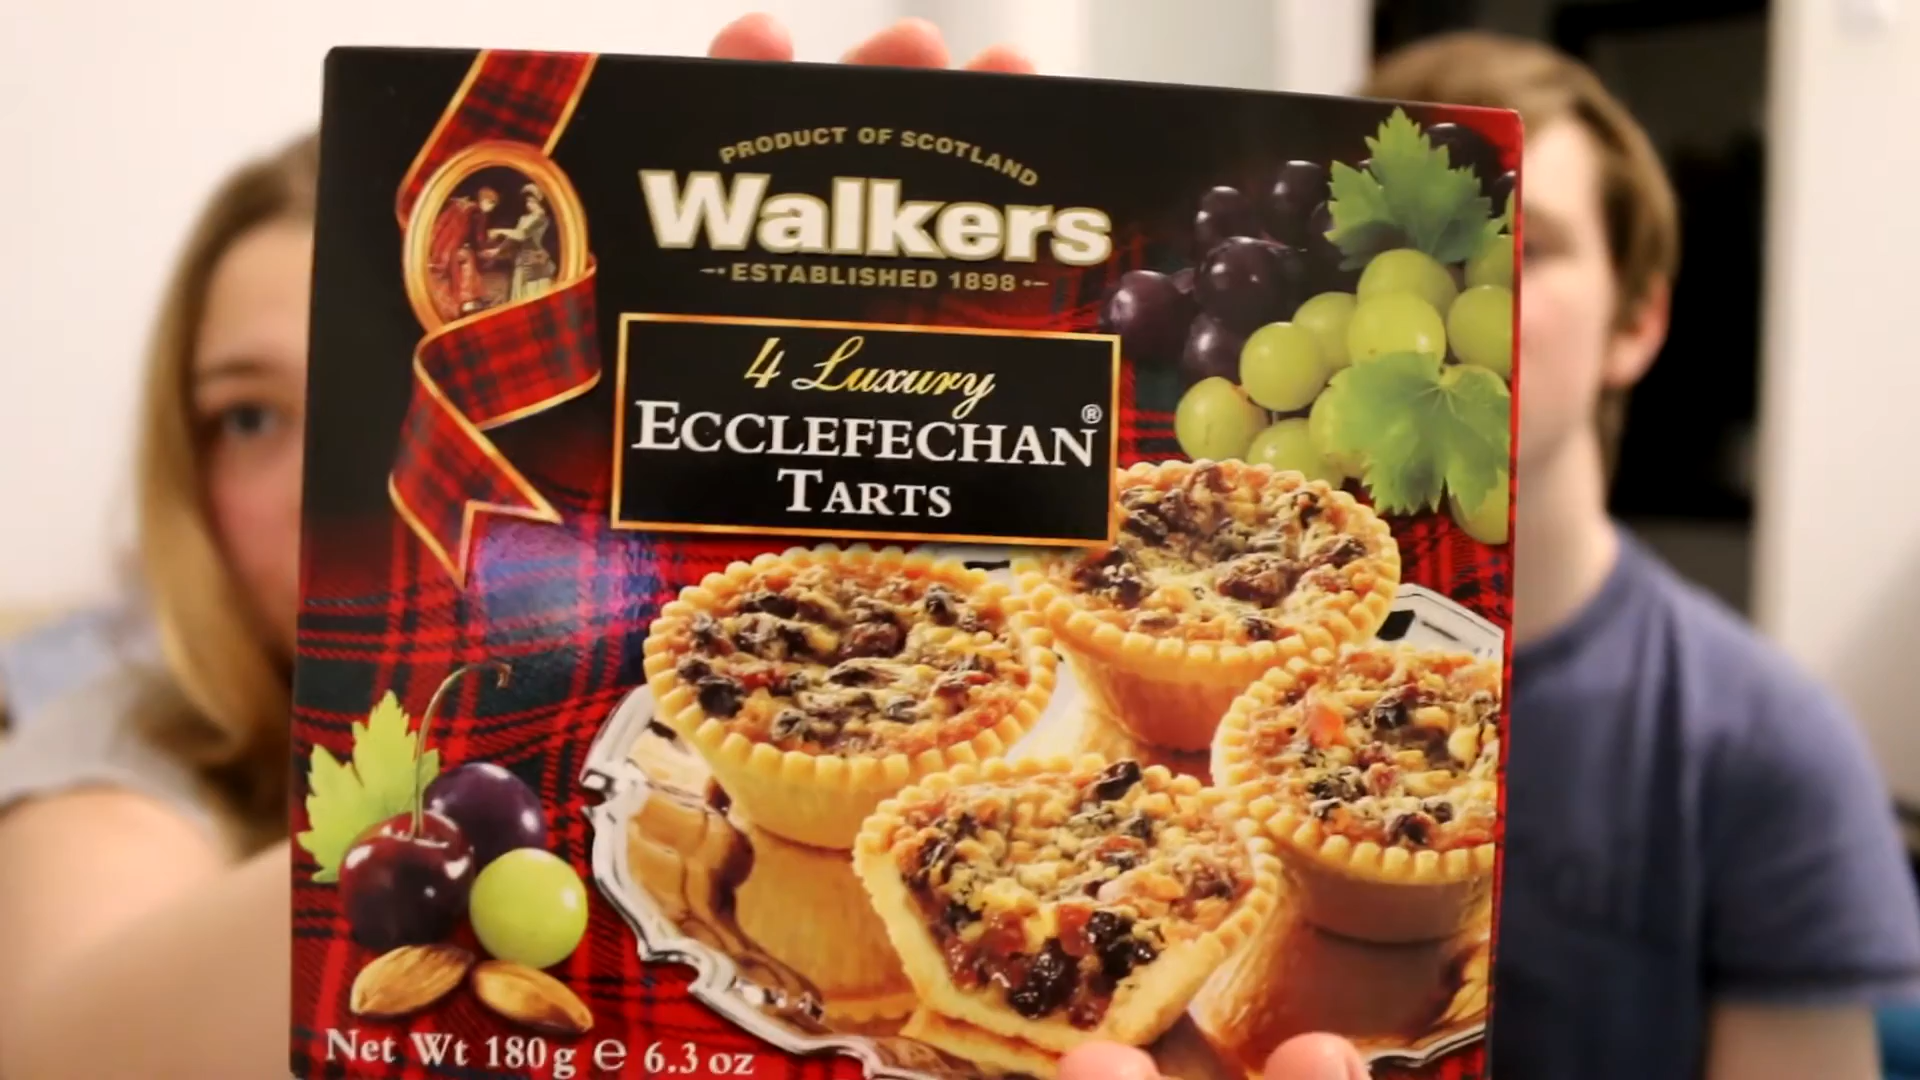 PRODUCT OF SCOTLAND
Walkers
ESTABLISHED 1898
4 Luxury
ECCLEFECHAN®
TARTS
Net Wt 180g ℮ 6.3 oz